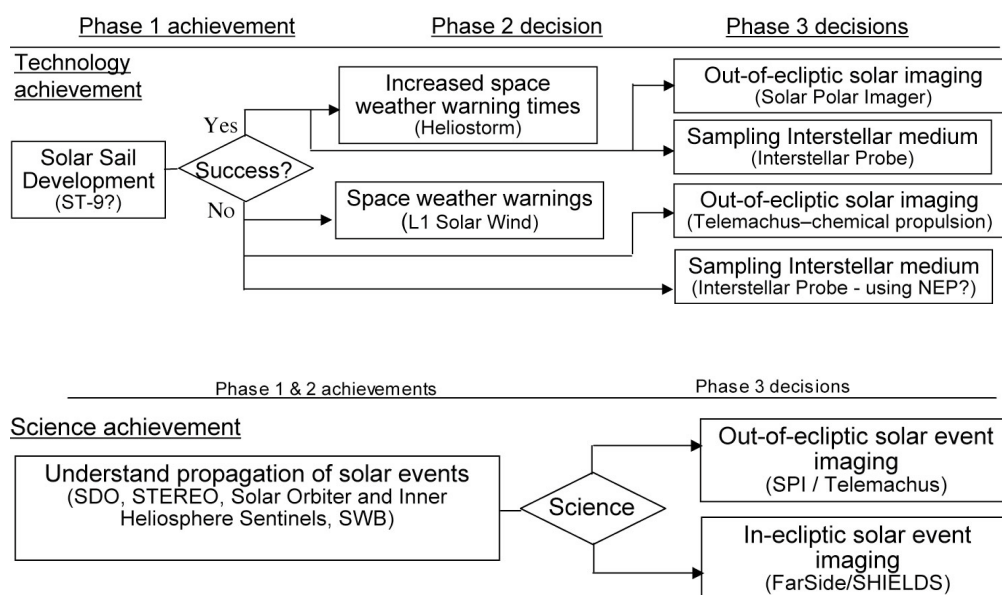 Phase 1 achievement
Phase 2 decision
Phase 3 decisions
Technology
achievement
Solar Sail
Development
(ST-9?)
Yes
Success?
No
Increased space
weather warning times
(Heliostorm)
Space weather warnings
(L1 Solar Wind)
Out-of-ecliptic solar imaging
(Solar Polar Imager)
Sampling Interstellar medium
(Interstellar Probe)
Out-of-ecliptic solar imaging
(Telemachus–chemical propulsion)
Sampling Interstellar medium
(Interstellar Probe - using NEP?)
Phase 1 & 2 achievements
Phase 3 decisions
Science achievement
Understand propagation of solar events
(SDO, STEREO, Solar Orbiter and Inner
Heliosphere Sentinels, SWB)
Science
Out-of-ecliptic solar event
imaging
(SPI / Telemachus)
In-ecliptic solar event
imaging
(FarSide/SHIELDS)